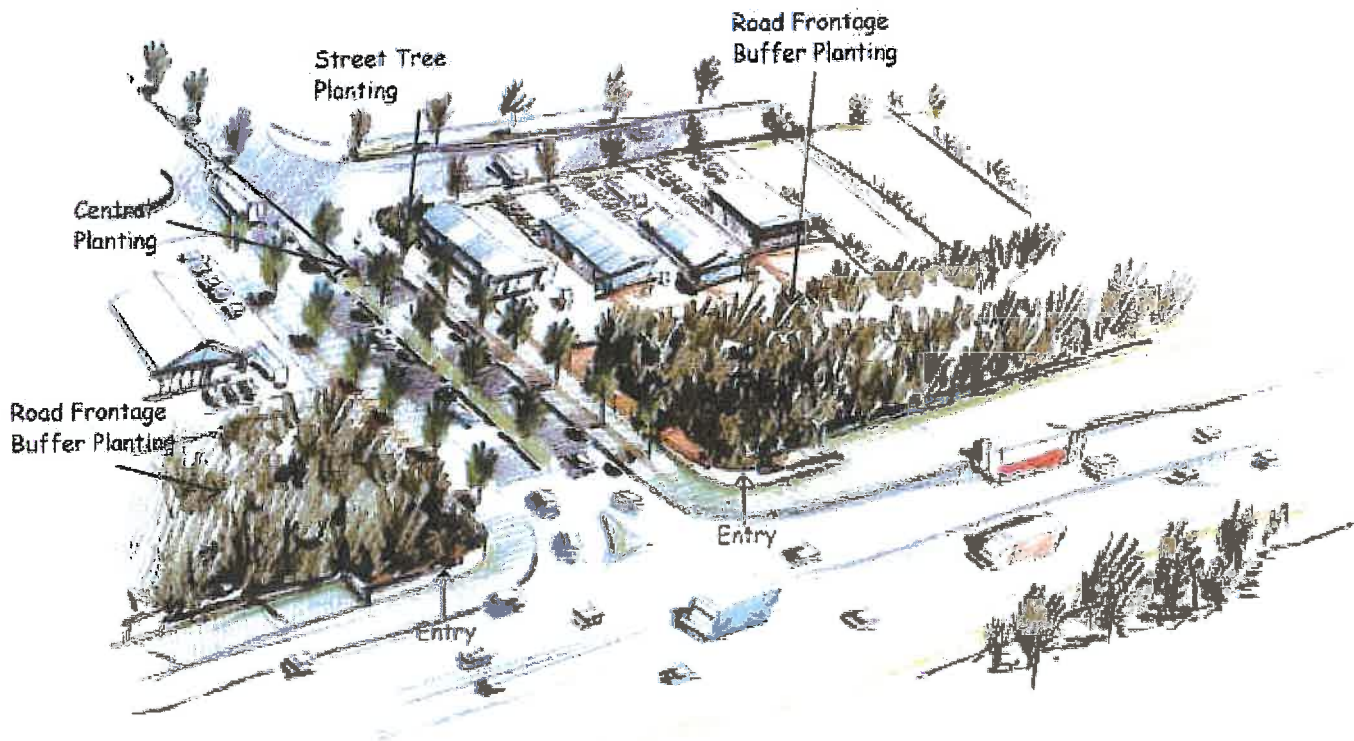 Road Frontage
Buffer Planting
Street Tree
Planting
Central
Planting
Road Frontage
Buffer Planting
Entry
Entry